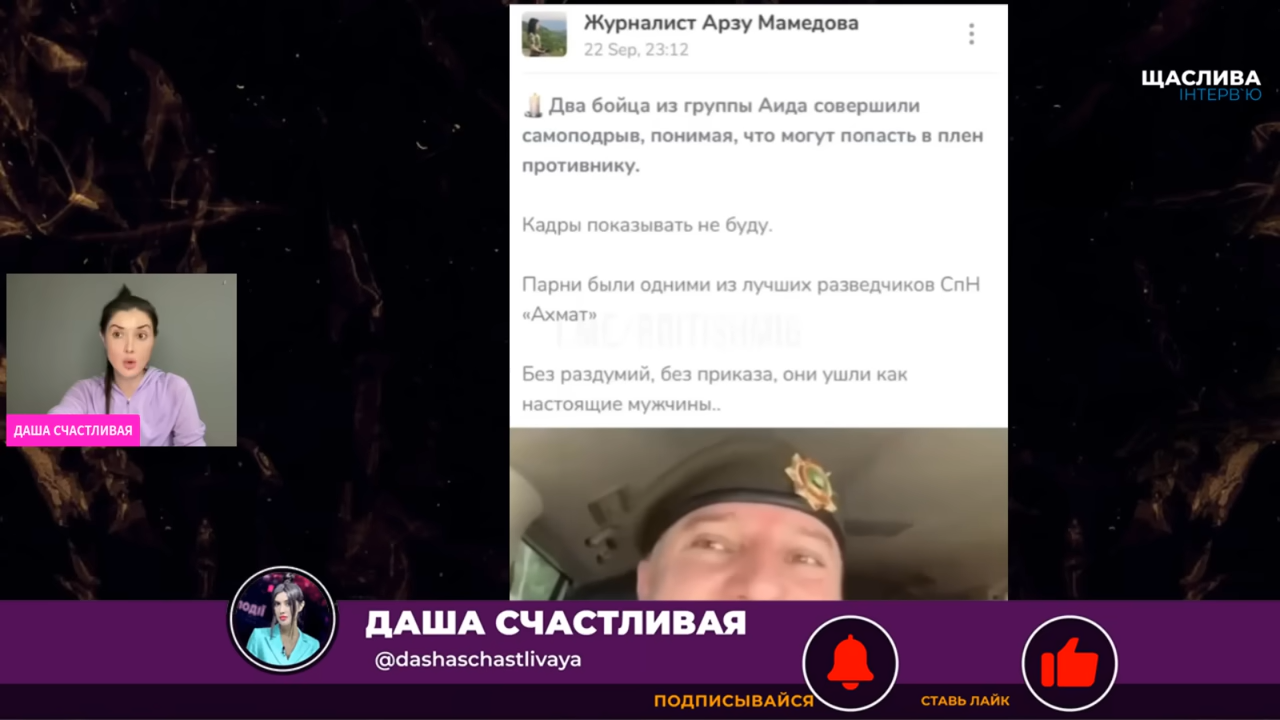 Журналист Арзу Мамедова
22 Sep, 23:12
ЩАСЛИВА
ІНТЕРВ`Ю
Два бойца из группы Аида совершили
самоподрыв, понимая, что могут попасть в плен
противнику.
Кадры показывать не буду.
Парни были одними из лучших разведчиков СпН
«Ахмат»
Без раздумий, без приказа, они ушли как
настоящие мужчины..
ДАША СЧАСТЛИВАЯ
ДАША СЧАСТЛИВАЯ
@dashaschastlivaya
ПОДПИСЫВАЙСЯ
СТАВЬ ЛАЙК